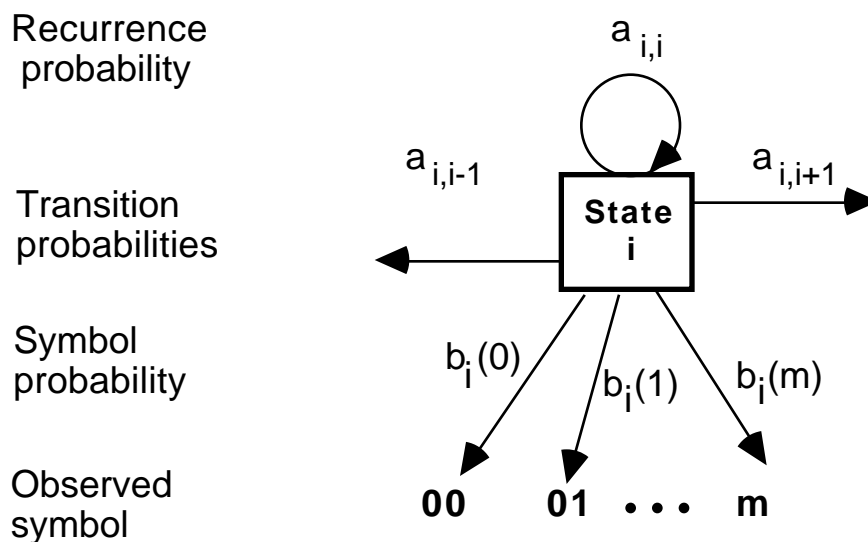 Recurrence
probability
a i,i
a i,i-1
a i,i+1
Transition
probabilities
State
i
Symbol
probability
b i (0)
b i (1)
b i (m)
Observed
symbol
00 01 • • • m